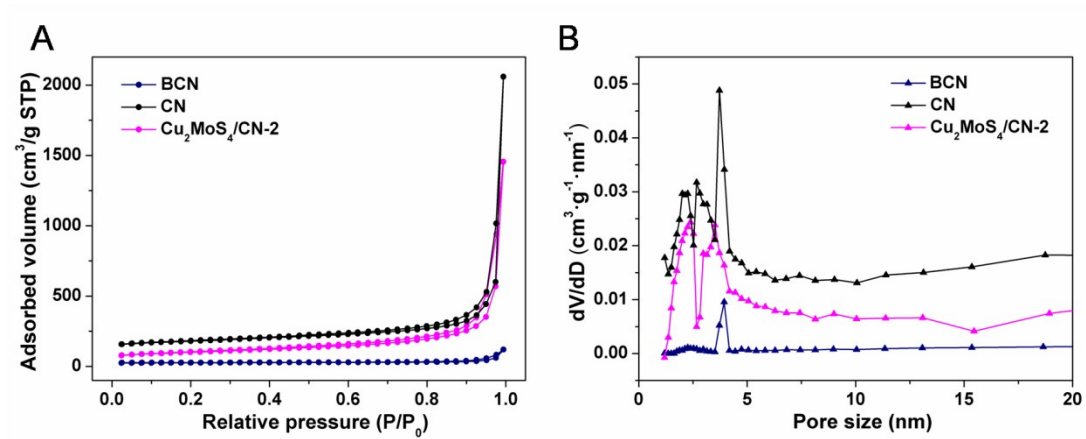 A
BCN
CN
Cu₂MoS₄/CN-2
Adsorbed volume (cm³/g STP)
2000
1500
1000
500
0
0.0 0.2 0.4 0.6 0.8 1.0
Relative pressure (P/P₀)
B
BCN
CN
Cu₂MoS₄/CN-2
dV/dD (cm³·g⁻¹·nm⁻¹)
0.05
0.04
0.03
0.02
0.01
0.00
0 5 10 15 20
Pore size (nm)